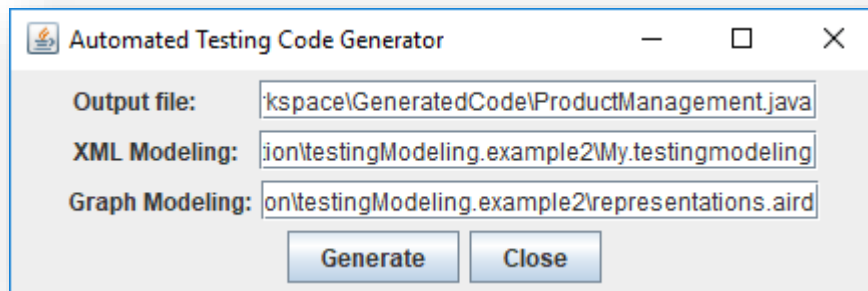 Automated Testing Code Generator
Output file: kspace\GeneratedCode\ProductManagement.java
XML Modeling: tion\testingModeling.example2\My.testingmodeling
Graph Modeling: on\testingModeling.example2\representations.aird
Generate Close